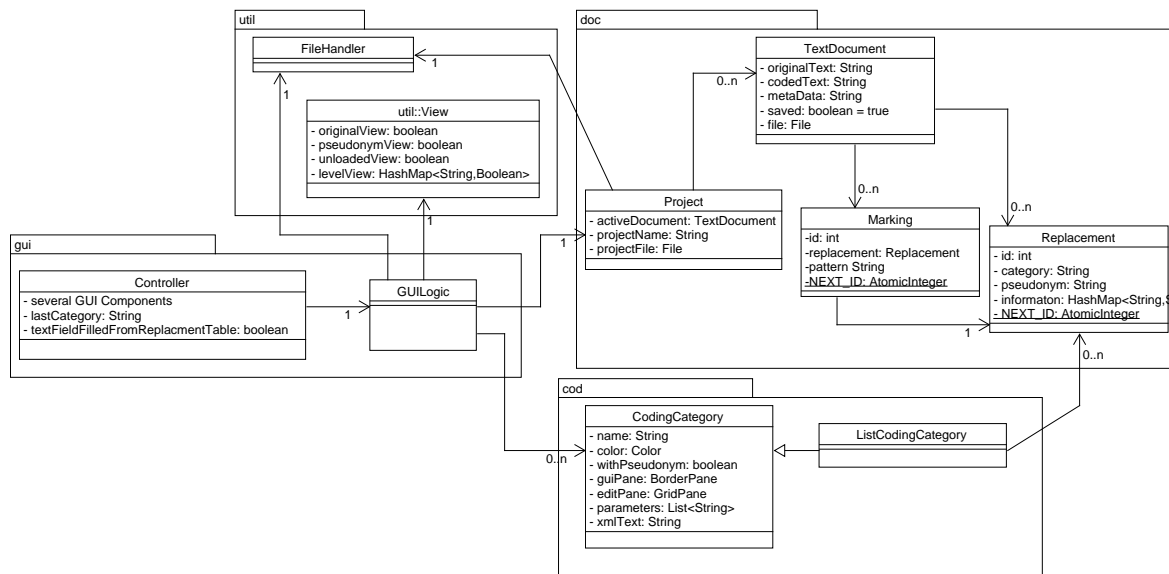 util
FileHandler
1
1
util::View
- originalView: boolean
- pseudonymView: boolean
- unloadedView: boolean
- levelView: HashMap<String,Boolean>
1
doc
TextDocument
- originalText: String
- codedText: String
- metaData: String
- saved: boolean = true
- file: File
0..n
0..n
0..n
Project
- activeDocument: TextDocument
- projectName: String
- projectFile: File
1
Marking
-id: int
-replacement: Replacement
-pattern String
-NEXT_ID: AtomicInteger
1
Replacement
- id: int
- category: String
- pseudonym: String
- informaton: HashMap<String,S
- NEXT_ID: AtomicInteger
0..n
gui
Controller
- several GUI Components
- lastCategory: String
- textFieldFilledFromReplacmentTable: boolean
1
GUILogic
cod
CodingCategory
- name: String
- color: Color
- withPseudonym: boolean
- guiPane: BorderPane
- editPane: GridPane
- parameters: List<String>
- xmlText: String
0..n
ListCodingCategory